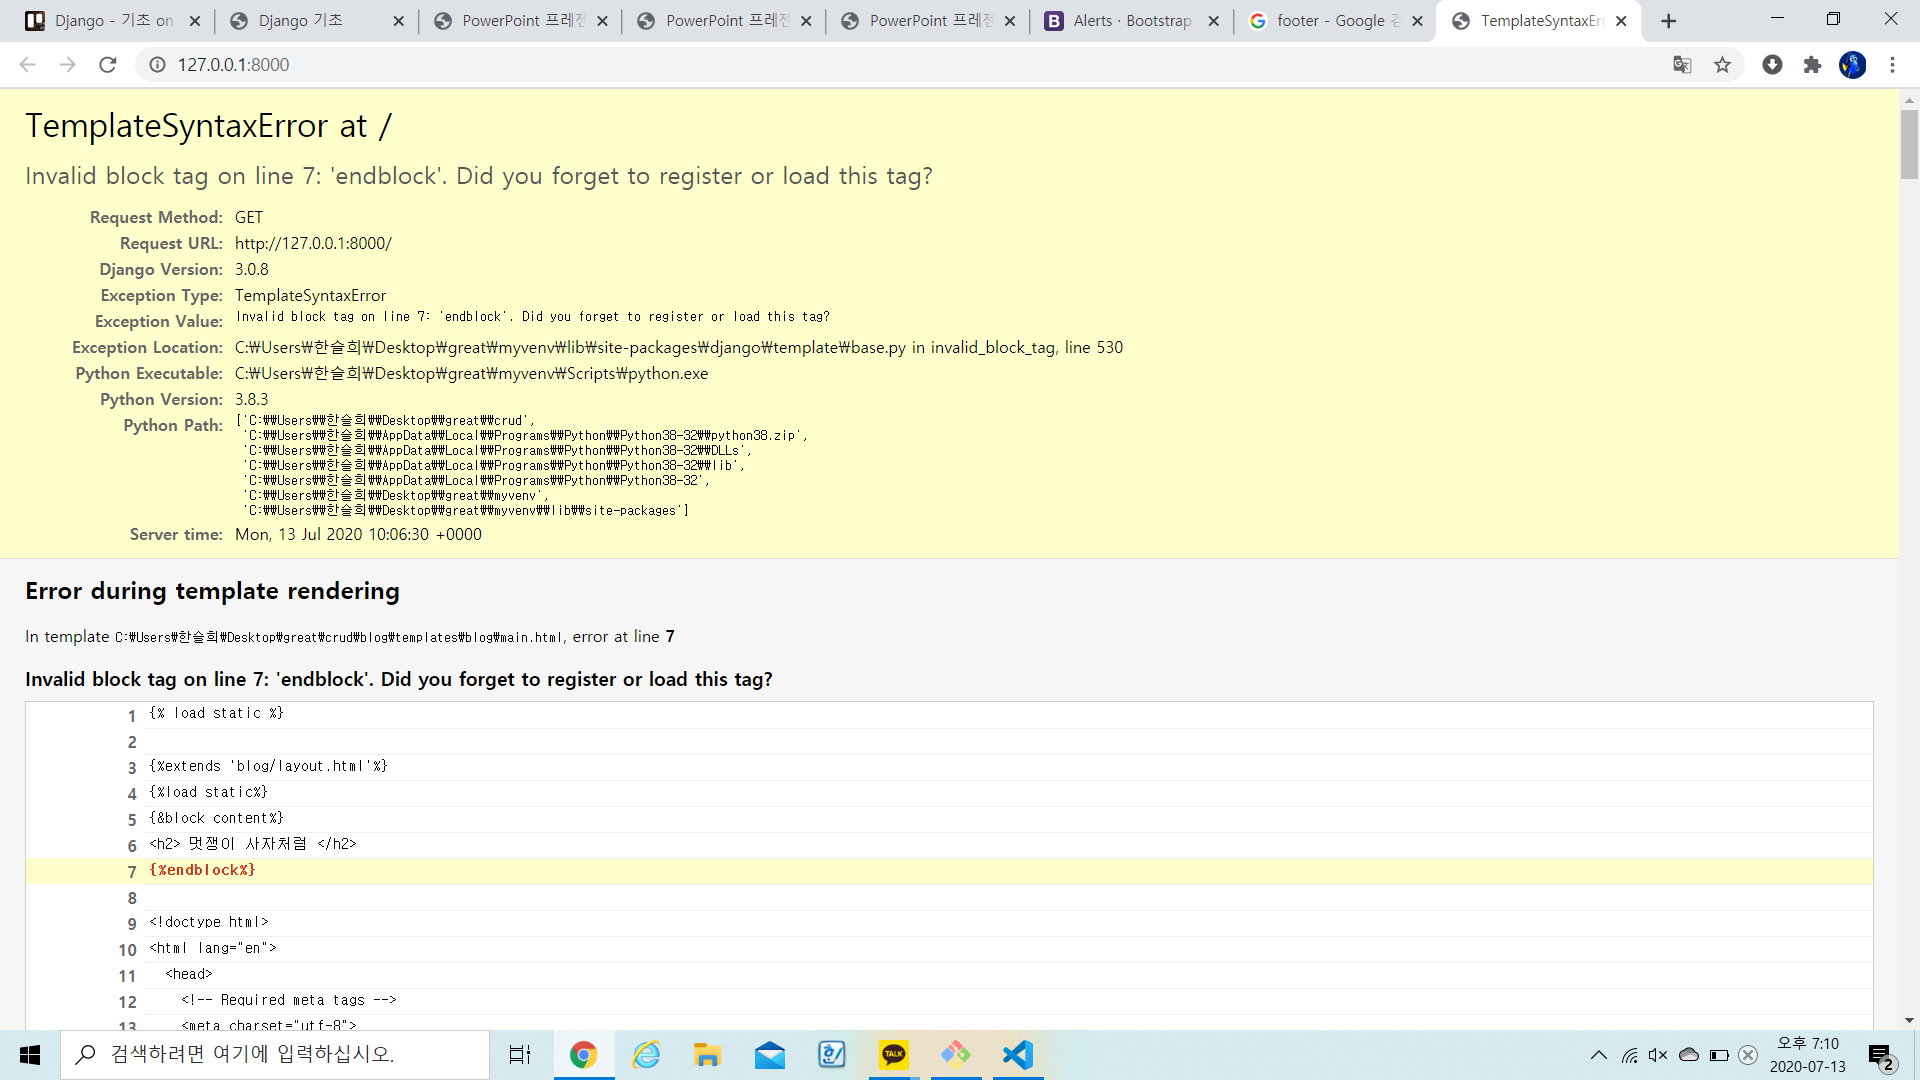 Django - 기초 on
Django 기초
PowerPoint 프레젠
PowerPoint 프레젠
PowerPoint 프레젠
Alerts · Bootstrap
footer - Google 검
TemplateSyntaxErr
127.0.0.1:8000
TemplateSyntaxError at /
Invalid block tag on line 7: 'endblock'. Did you forget to register or load this tag?
Request Method: GET
Request URL: http://127.0.0.1:8000/
Django Version: 3.0.8
Exception Type: TemplateSyntaxError
Exception Value: Invalid block tag on line 7: 'endblock'. Did you forget to register or load this tag?
Exception Location: C:₩Users₩한슬희₩Desktop₩great₩myvenv₩lib₩site-packages₩django₩template₩base.py in invalid_block_tag, line 530
Python Executable: C:₩Users₩한슬희₩Desktop₩great₩myvenv₩Scripts₩python.exe
Python Version: 3.8.3
Python Path: ['C:₩₩Users₩₩한슬희₩₩Desktop₩₩great₩₩crud',
'C:₩₩Users₩₩한슬희₩₩AppData₩₩Local₩₩Programs₩₩Python₩₩Python38-32₩₩python38.zip',
'C:₩₩Users₩₩한슬희₩₩AppData₩₩Local₩₩Programs₩₩Python₩₩Python38-32₩₩DLLs',
'C:₩₩Users₩₩한슬희₩₩AppData₩₩Local₩₩Programs₩₩Python₩₩Python38-32₩₩lib',
'C:₩₩Users₩₩한슬희₩₩AppData₩₩Local₩₩Programs₩₩Python₩₩Python38-32',
'C:₩₩Users₩₩한슬희₩₩Desktop₩₩great₩₩myvenv',
'C:₩₩Users₩₩한슬희₩₩Desktop₩₩great₩₩myvenv₩₩lib₩₩site-packages']
Server time: Mon, 13 Jul 2020 10:06:30 +0000
Error during template rendering
In template C:₩Users₩한슬희₩Desktop₩great₩crud₩blog₩templates₩blog₩main.html, error at line 7
Invalid block tag on line 7: 'endblock'. Did you forget to register or load this tag?
1 {% load static %}
2
3 {%extends 'blog/layout.html'%}
4 {%load static%}
5 {&block content%}
6 <h2> 멋쟁이 사자처럼 </h2>
7 {%endblock%}
8
9 <!doctype html>
10 <html lang="en">
11 <head>
12 <!-- Required meta tags -->
13 <meta charset="utf-8">
검색하려면 여기에 입력하십시오.
TALK
오후 7:10
2020-07-13
2